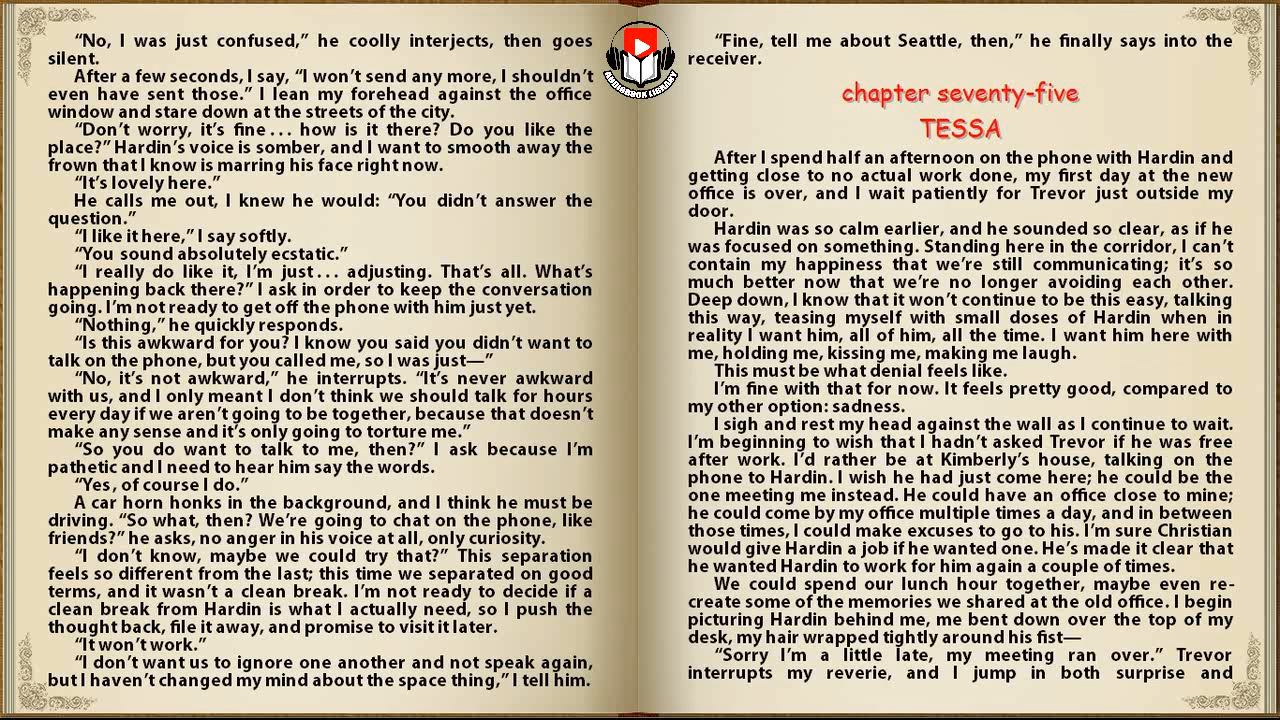 “No, I was just confused,” he coolly interjects, then goes
silent.
After a few seconds, I say, “I won’t send any more, I shouldn’t
even have sent those.” I lean my forehead against the office
window and stare down at the streets of the city.
“Don’t worry, it’s fine . . . how is it there? Do you like the
place?” Hardin’s voice is somber, and I want to smooth away the
frown that I know is marring his face right now.
“It’s lovely here.”
He calls me out, I knew he would: “You didn’t answer the
question.”
“I like it here,” I say softly.
“You sound absolutely ecstatic.”
“I really do like it, I’m just . . . adjusting. That’s all. What’s
happening back there?” I ask in order to keep the conversation
going. I’m not ready to get off the phone with him just yet.
“Nothing,” he quickly responds.
“Is this awkward for you? I know you said you didn’t want to
talk on the phone, but you called me, so I was just—”
“No, it’s not awkward,” he interrupts. “It’s never awkward
with us, and I only meant I don’t think we should talk for hours
every day if we aren’t going to be together, because that doesn’t
make any sense and it’s only going to torture me.”
“So you do want to talk to me, then?” I ask because I’m
pathetic and I need to hear him say the words.
“Yes, of course I do.”
A car horn honks in the background, and I think he must be
driving. “So what, then? We’re going to chat on the phone, like
friends?” he asks, no anger in his voice at all, only curiosity.
“I don’t know, maybe we could try that?” This separation
feels so different from the last; this time we separated on good
terms, and it wasn’t a clean break. I’m not ready to decide if a
clean break from Hardin is what I actually need, so I push the
thought back, file it away, and promise to visit it later.
“It won’t work.”
“I don’t want us to ignore one another and not speak again,
but I haven’t changed my mind about the space thing,” I tell him.
AUDIOBOOK LIBRARY
“Fine, tell me about Seattle, then,” he finally says into the
receiver.
chapter seventy-five
TESSA
After I spend half an afternoon on the phone with Hardin and
getting close to no actual work done, my first day at the new
office is over, and I wait patiently for Trevor just outside my
door.
Hardin was so calm earlier, and he sounded so clear, as if he
was focused on something. Standing here in the corridor, I can’t
contain my happiness that we’re still communicating; it’s so
much better now that we’re no longer avoiding each other.
Deep down, I know that it won’t continue to be this easy, talking
this way, teasing myself with small doses of Hardin when in
reality I want him, all of him, all the time. I want him here with
me, holding me, kissing me, making me laugh.
This must be what denial feels like.
I’m fine with that for now. It feels pretty good, compared to
my other option: sadness.
I sigh and rest my head against the wall as I continue to wait.
I’m beginning to wish that I hadn’t asked Trevor if he was free
after work. I’d rather be at Kimberly’s house, talking on the
phone to Hardin. I wish he had just come here; he could be the
one meeting me instead. He could have an office close to mine;
he could come by my office multiple times a day, and in between
those times, I could make excuses to go to his. I’m sure Christian
would give Hardin a job if he wanted one. He’s made it clear that
he wanted Hardin to work for him again a couple of times.
We could spend our lunch hour together, maybe even re-
create some of the memories we shared at the old office. I begin
picturing Hardin behind me, me bent down over the top of my
desk, my hair wrapped tightly around his fist—
“Sorry I’m a little late, my meeting ran over.” Trevor
interrupts my reverie, and I jump in both surprise and